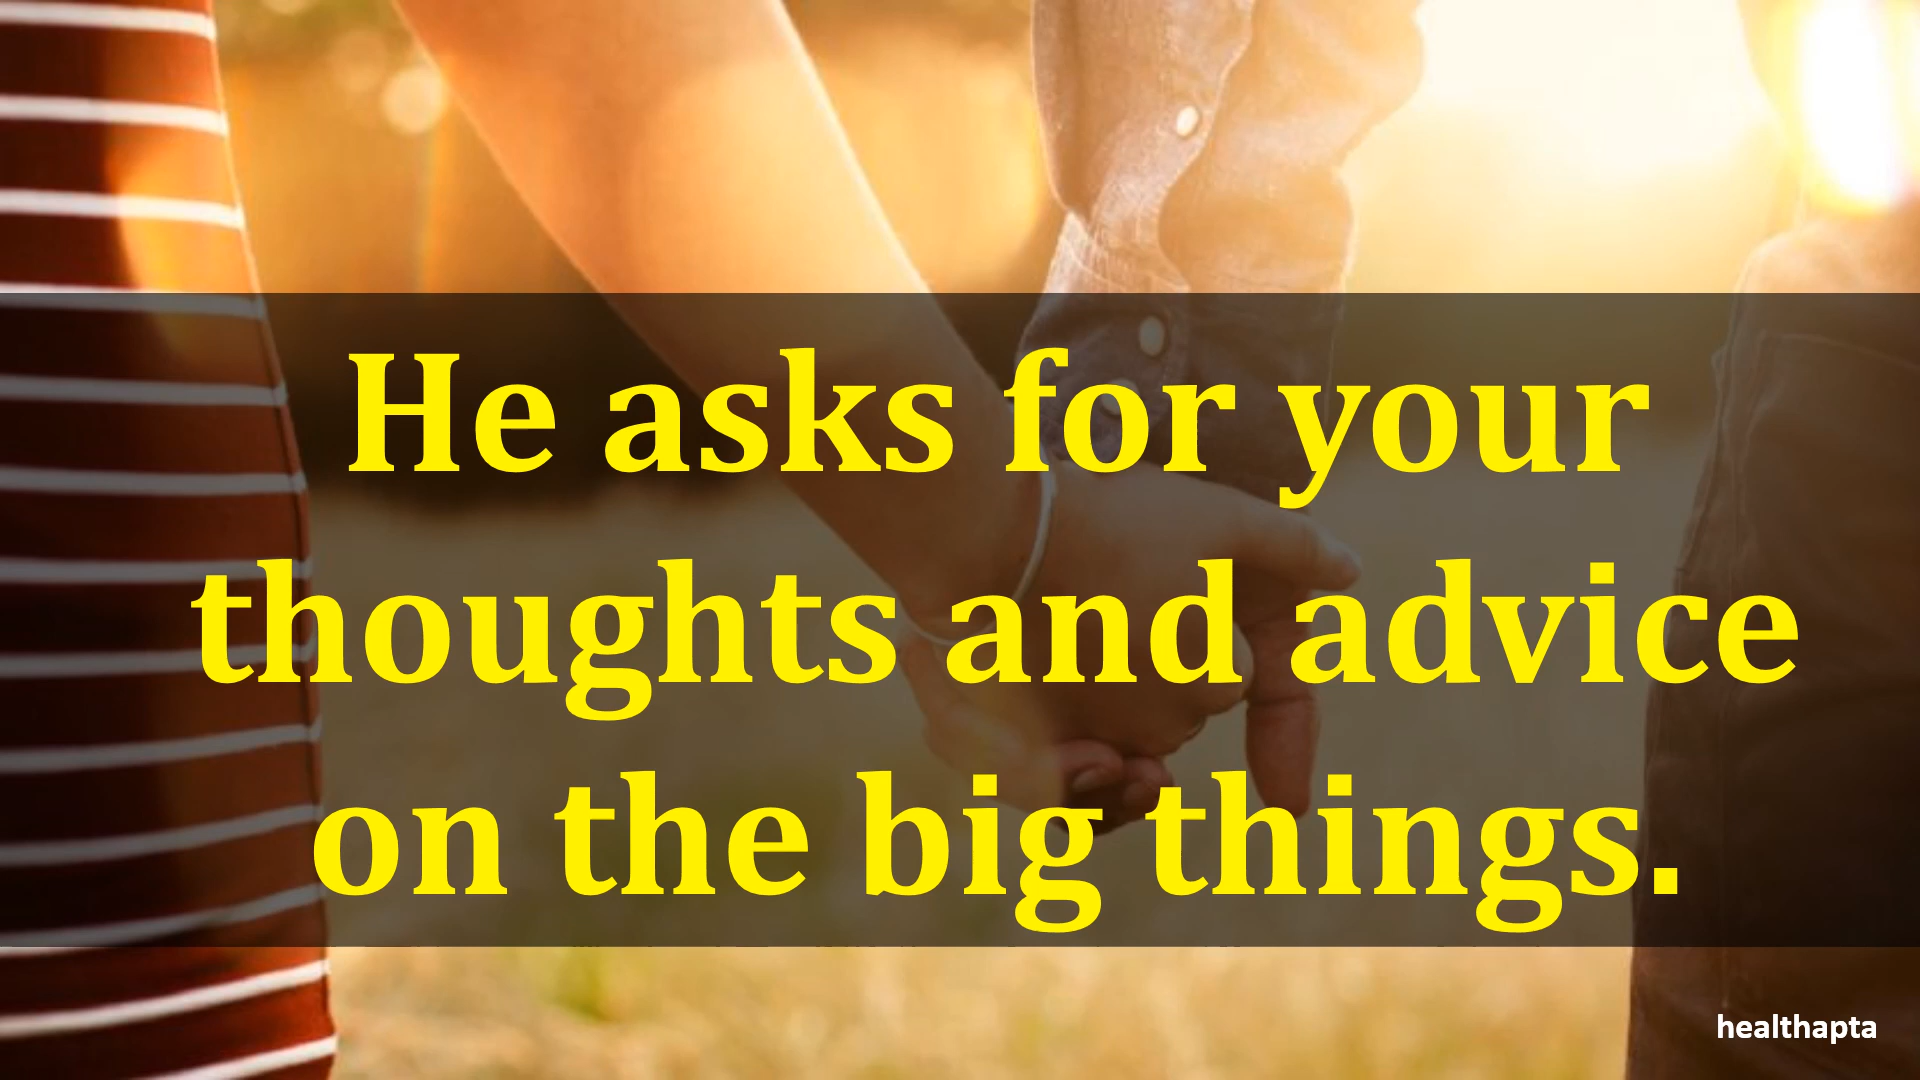 He asks for your
thoughts and advice
on the big things.
healthapta